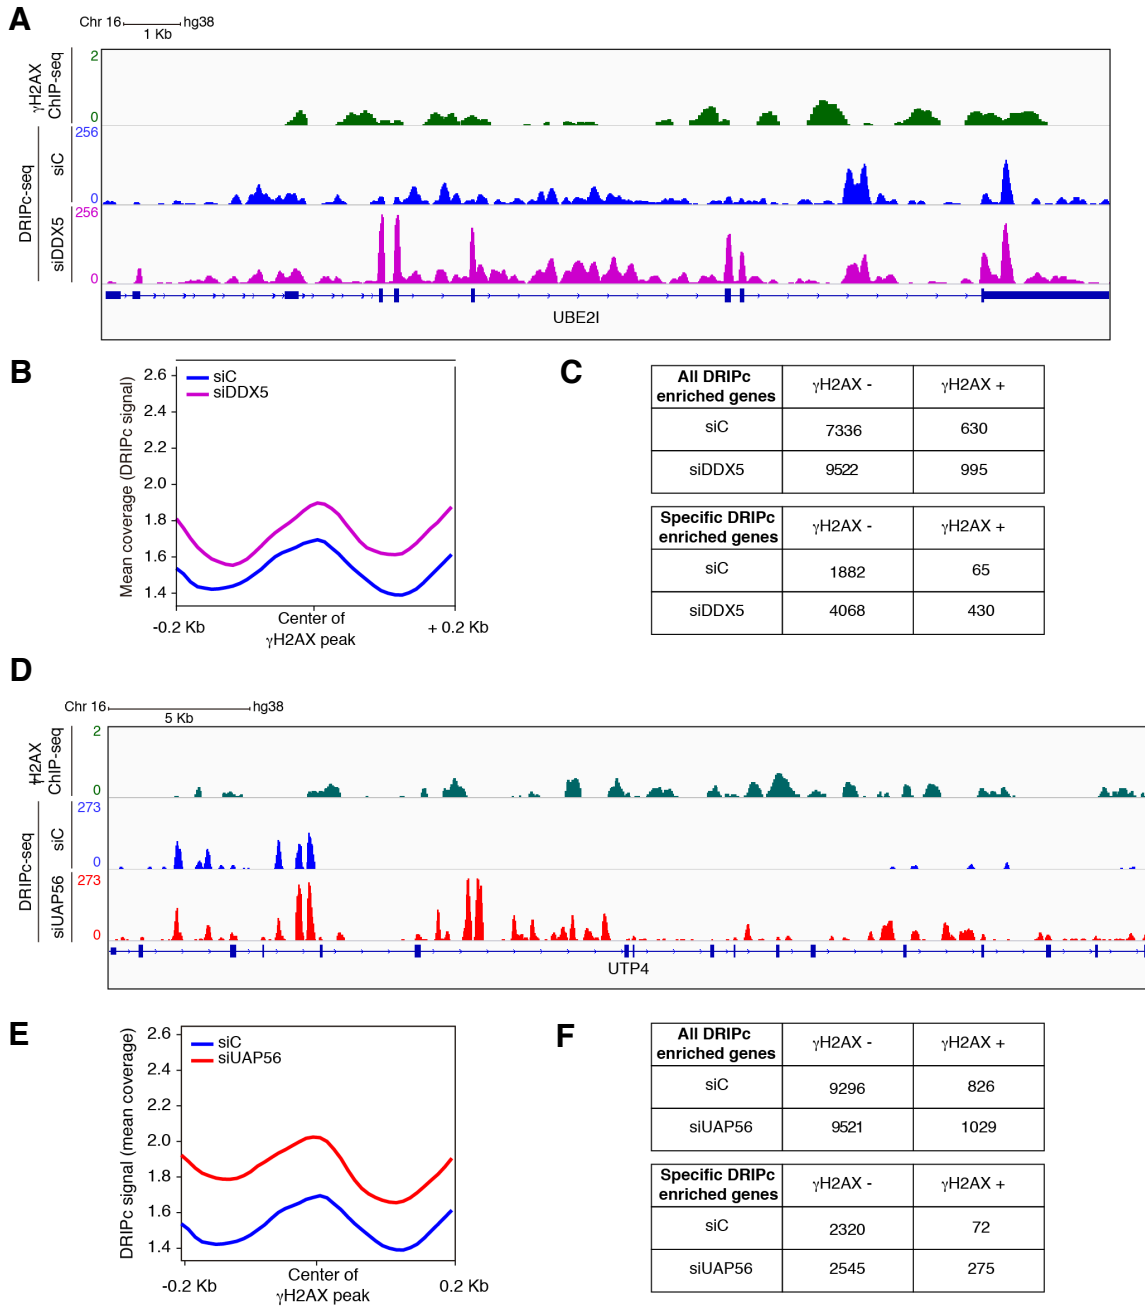 A
Chr 16 hg38
1 Kb
γH2AX
ChIP-seq
2
0
DRIPc-seq
siC
256
0
siDDX5
256
0
UBE2I
B
Mean coverage (DRIPc signal)
2.6
2.4
2.2
2.0
1.8
1.6
1.4
siC
siDDX5
-0.2 Kb
Center of
γH2AX peak
+ 0.2 Kb
C
All DRIPc
enriched genes
γH2AX -
γH2AX +
siC
7336
630
siDDX5
9522
995
Specific DRIPc
enriched genes
γH2AX -
γH2AX +
siC
1882
65
siDDX5
4068
430
D
Chr 16 hg38
5 Kb
H2AX
ChIP-seq
2
0
DRIPc-seq
siC
273
0
siUAP56
273
0
UTP4
E
DRIPc signal (mean coverage)
2.6
2.4
2.2
2.0
1.8
1.6
1.4
siC
siUAP56
-0.2 Kb
Center of
γH2AX peak
0.2 Kb
F
All DRIPc
enriched genes
γH2AX -
γH2AX +
siC
9296
826
siUAP56
9521
1029
Specific DRIPc
enriched genes
γH2AX -
γH2AX +
siC
2320
72
siUAP56
2545
275